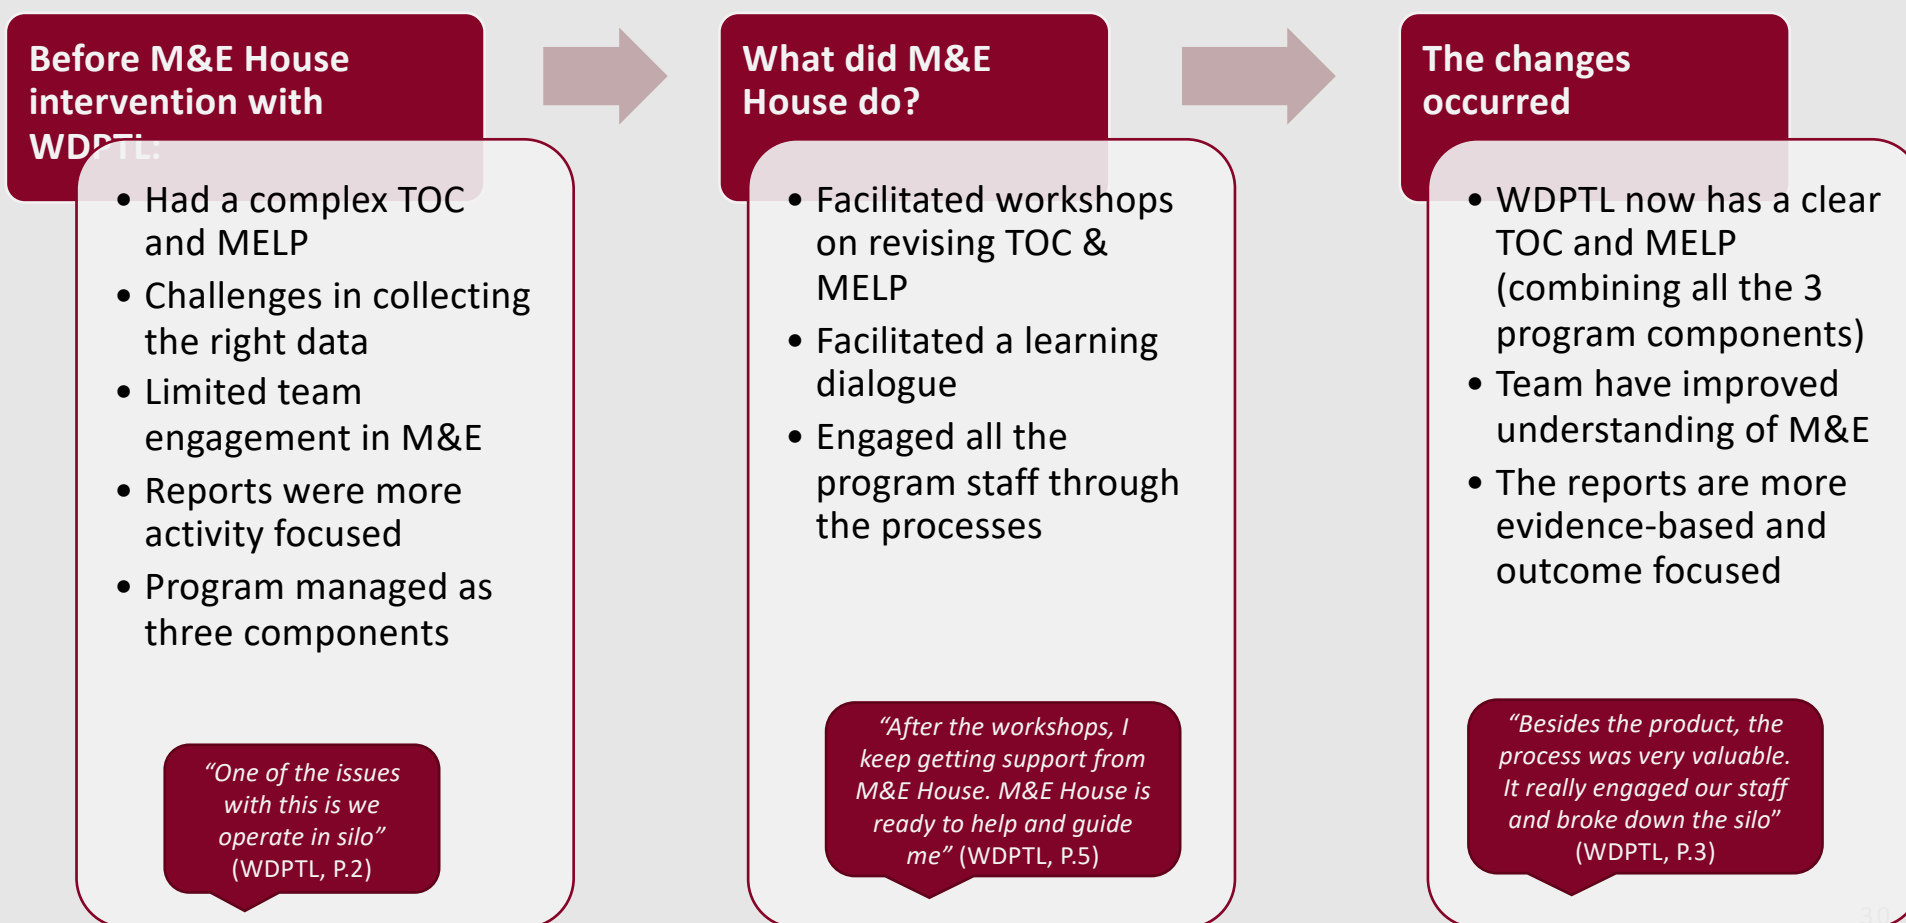 Before M&E House
intervention with
WDPTL:
• Had a complex TOC
and MELP
• Challenges in collecting
the right data
• Limited team
engagement in M&E
• Reports were more
activity focused
• Program managed as
three components
“One of the issues
with this is we
operate in silo”
(WDPTL, P.2)
What did M&E
House do?
• Facilitated workshops
on revising TOC &
MELP
• Facilitated a learning
dialogue
• Engaged all the
program staff through
the processes
“After the workshops, I
keep getting support from
M&E House. M&E House is
ready to help and guide
me” (WDPTL, P.5)
The changes
occurred
• WDPTL now has a clear
TOC and MELP
(combining all the 3
program components)
• Team have improved
understanding of M&E
• The reports are more
evidence-based and
outcome focused
“Besides the product, the
process was very valuable.
It really engaged our staff
and broke down the silo”
(WDPTL, P.3)
30